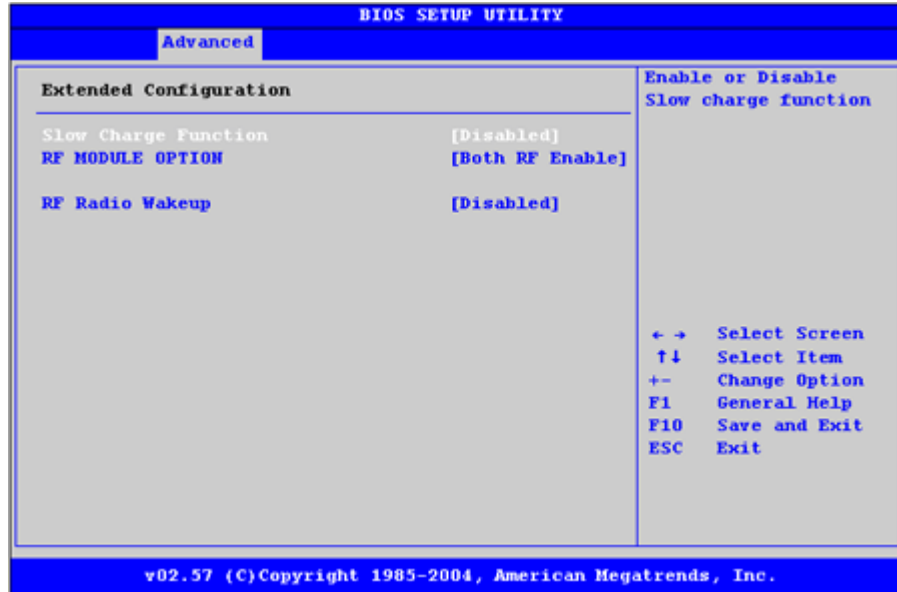 BIOS SETUP UTILITY
Advanced
Extended Configuration
Slow Charge Function [Disabled]
RF MODULE OPTION [Both RF Enable]
RF Radio Wakeup [Disabled]
Enable or Disable
Slow charge function
← → Select Screen
↑↓ Select Item
+- Change Option
F1 General Help
F10 Save and Exit
ESC Exit
v02.57 (C)Copyright 1985-2004, American Megatrends, Inc.